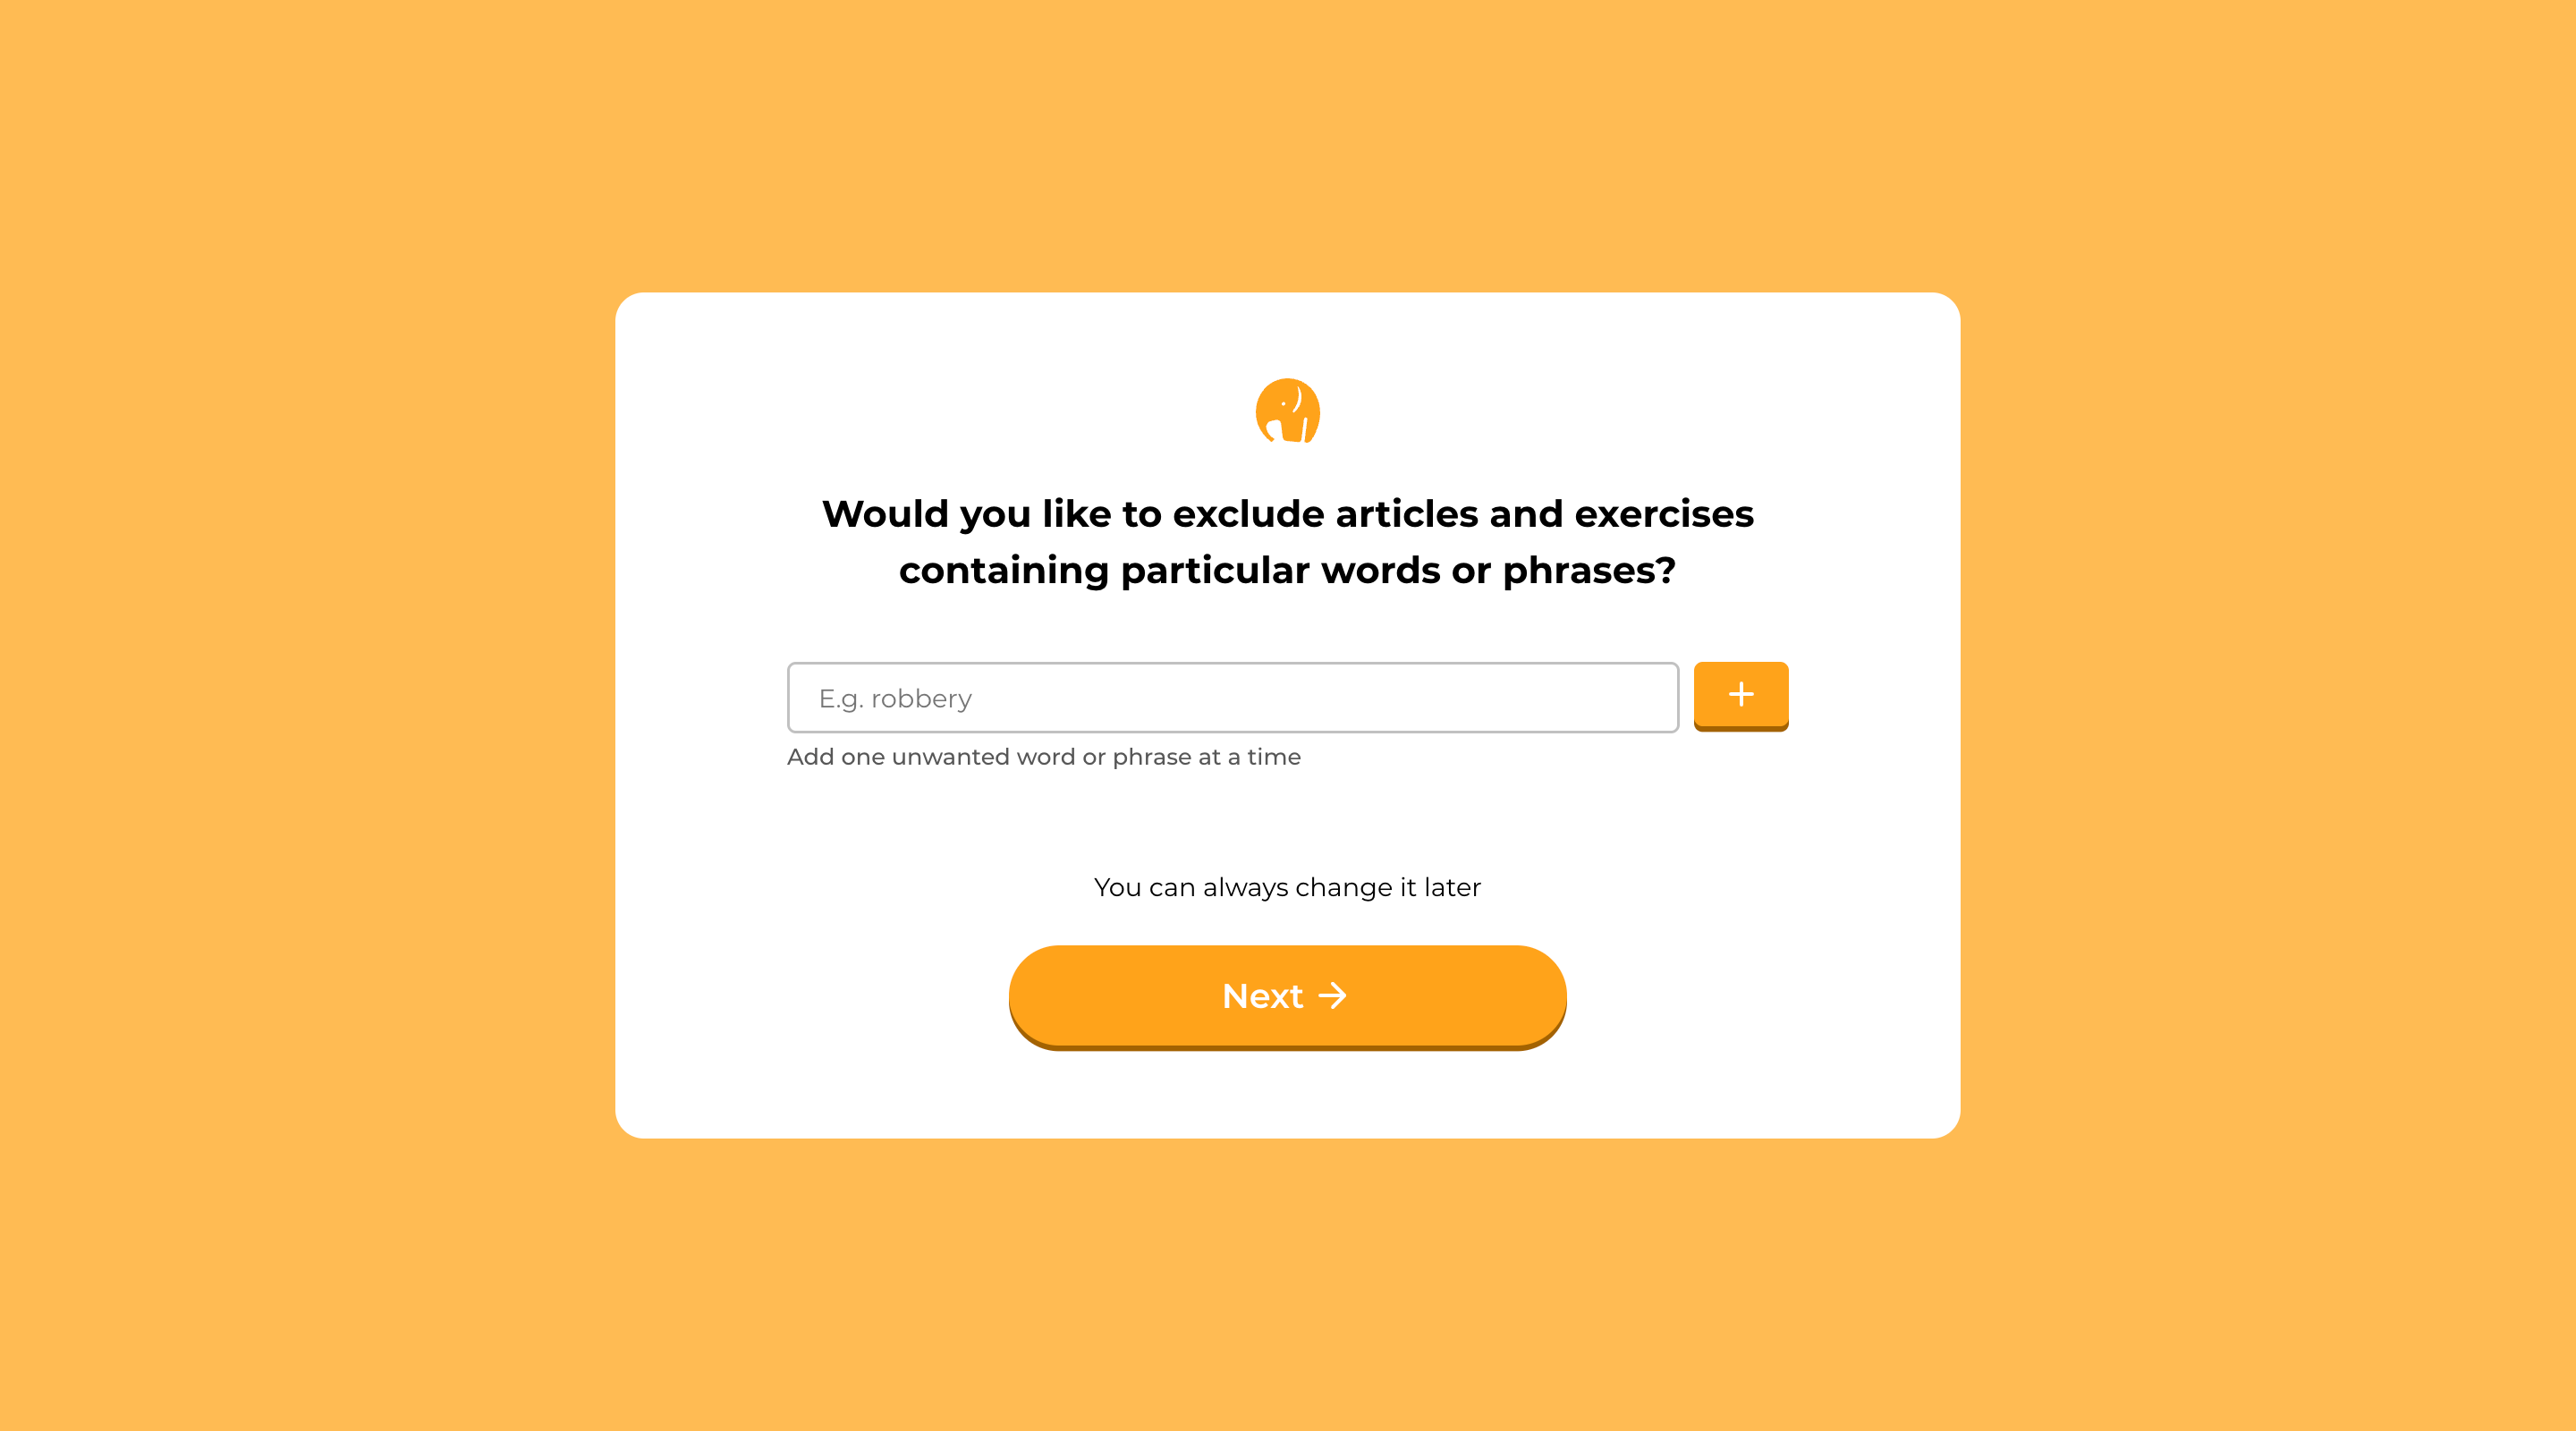 Would you like to exclude articles and exercises
containing particular words or phrases?
E.g. robbery
Add one unwanted word or phrase at a time
You can always change it later
Next